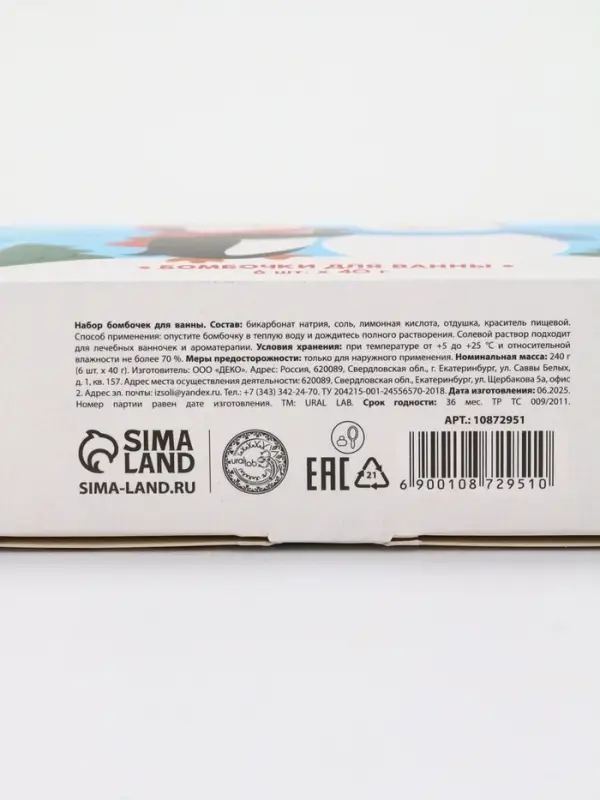 • БОМБОЧКИ ДЛЯ ВАННЫ •
6 шт. х 40 г
Набор бомбочек для ванны. Состав: бикарбонат натрия, соль, лимонная кислота, отдушка, краситель пищевой.
Способ применения: опустите бомбочку в теплую воду и дождитесь полного растворения. Солевой раствор подходит
для лечебных ванночек и ароматерапии. Условия хранения: при температуре от +5 до +25 °C и относительной
влажности не более 70 %. Меры предосторожности: только для наружного применения. Номинальная масса: 240 г
(6 шт. х 40 г). Изготовитель: ООО «ДЕКО». Адрес: Россия, 620089, Свердловская обл., г. Екатеринбург, ул. Саввы Белых,
д. 1, кв. 157. Адрес места осуществления деятельности: 620089, Свердловская обл., Екатеринбург, ул. Щербакова 5а, офис
2. Адрес эл. почты: izsoli@yandex.ru. Тел.: +7 (343) 342-24-70. ТУ 204215-001-24556570-2018. Дата изготовления: 06.2025.
Номер партии равен дате изготовления. ТМ: URAL LAB. Срок годности: 36 мес. ТР ТС 009/2011.
АРТ.: 10872951
SIMA
LAND
SIMA-LAND.RU
urallab
EAC
21
6 900108 729510